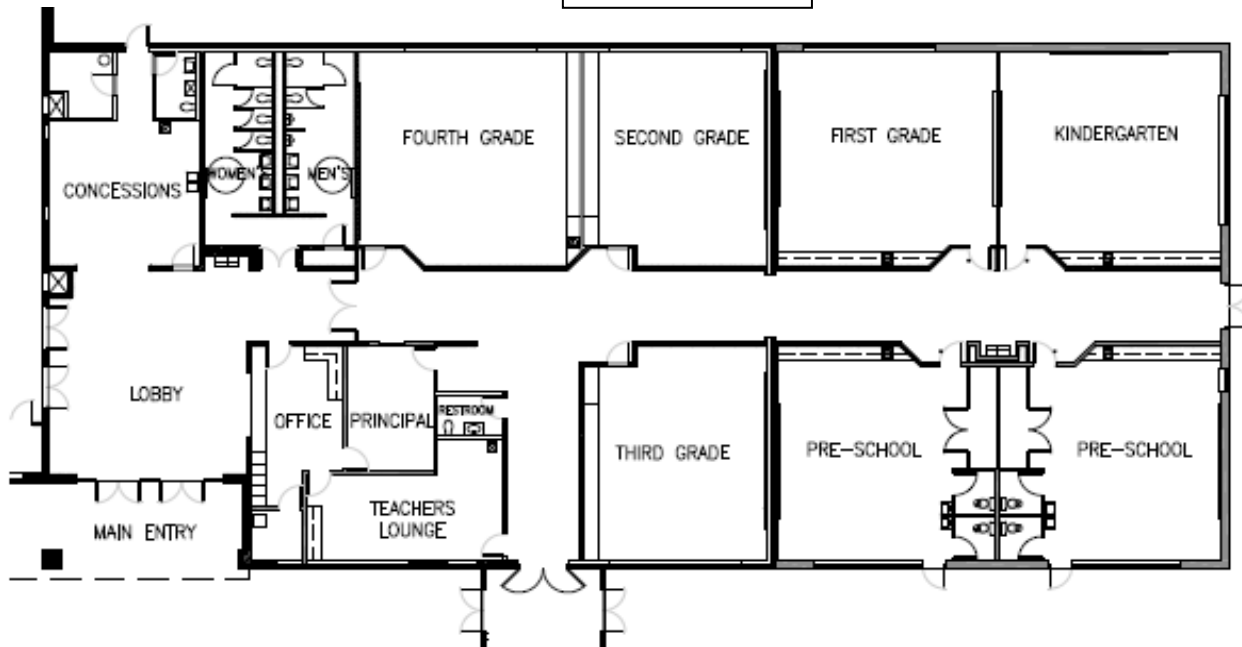 FOURTH GRADE
SECOND GRADE
FIRST GRADE
KINDERGARTEN
WOMEN'S
MEN'S
CONCESSIONS
LOBBY
OFFICE
PRINCIPAL
RESTROOM
THIRD GRADE
PRE-SCHOOL
PRE-SCHOOL
TEACHERS
LOUNGE
MAIN ENTRY